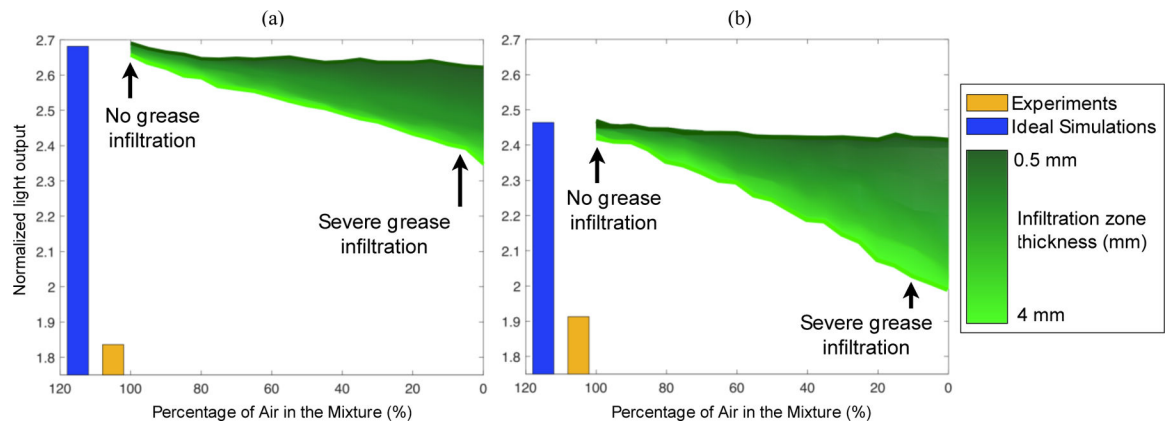 (a)
(b)
Normalized light output
2.7
2.6
2.5
2.4
2.3
2.2
2.1
2
1.9
1.8
120
100
80
60
40
20
0
Percentage of Air in the Mixture (%)
No grease
infiltration
Severe grease
infiltration
2.7
2.6
2.5
2.4
2.3
2.2
2.1
2
1.9
1.8
120
100
80
60
40
20
0
Percentage of Air in the Mixture (%)
No grease
infiltration
Severe grease
infiltration
Experiments
Ideal Simulations
0.5 mm
Infiltration zone
thickness (mm)
4 mm